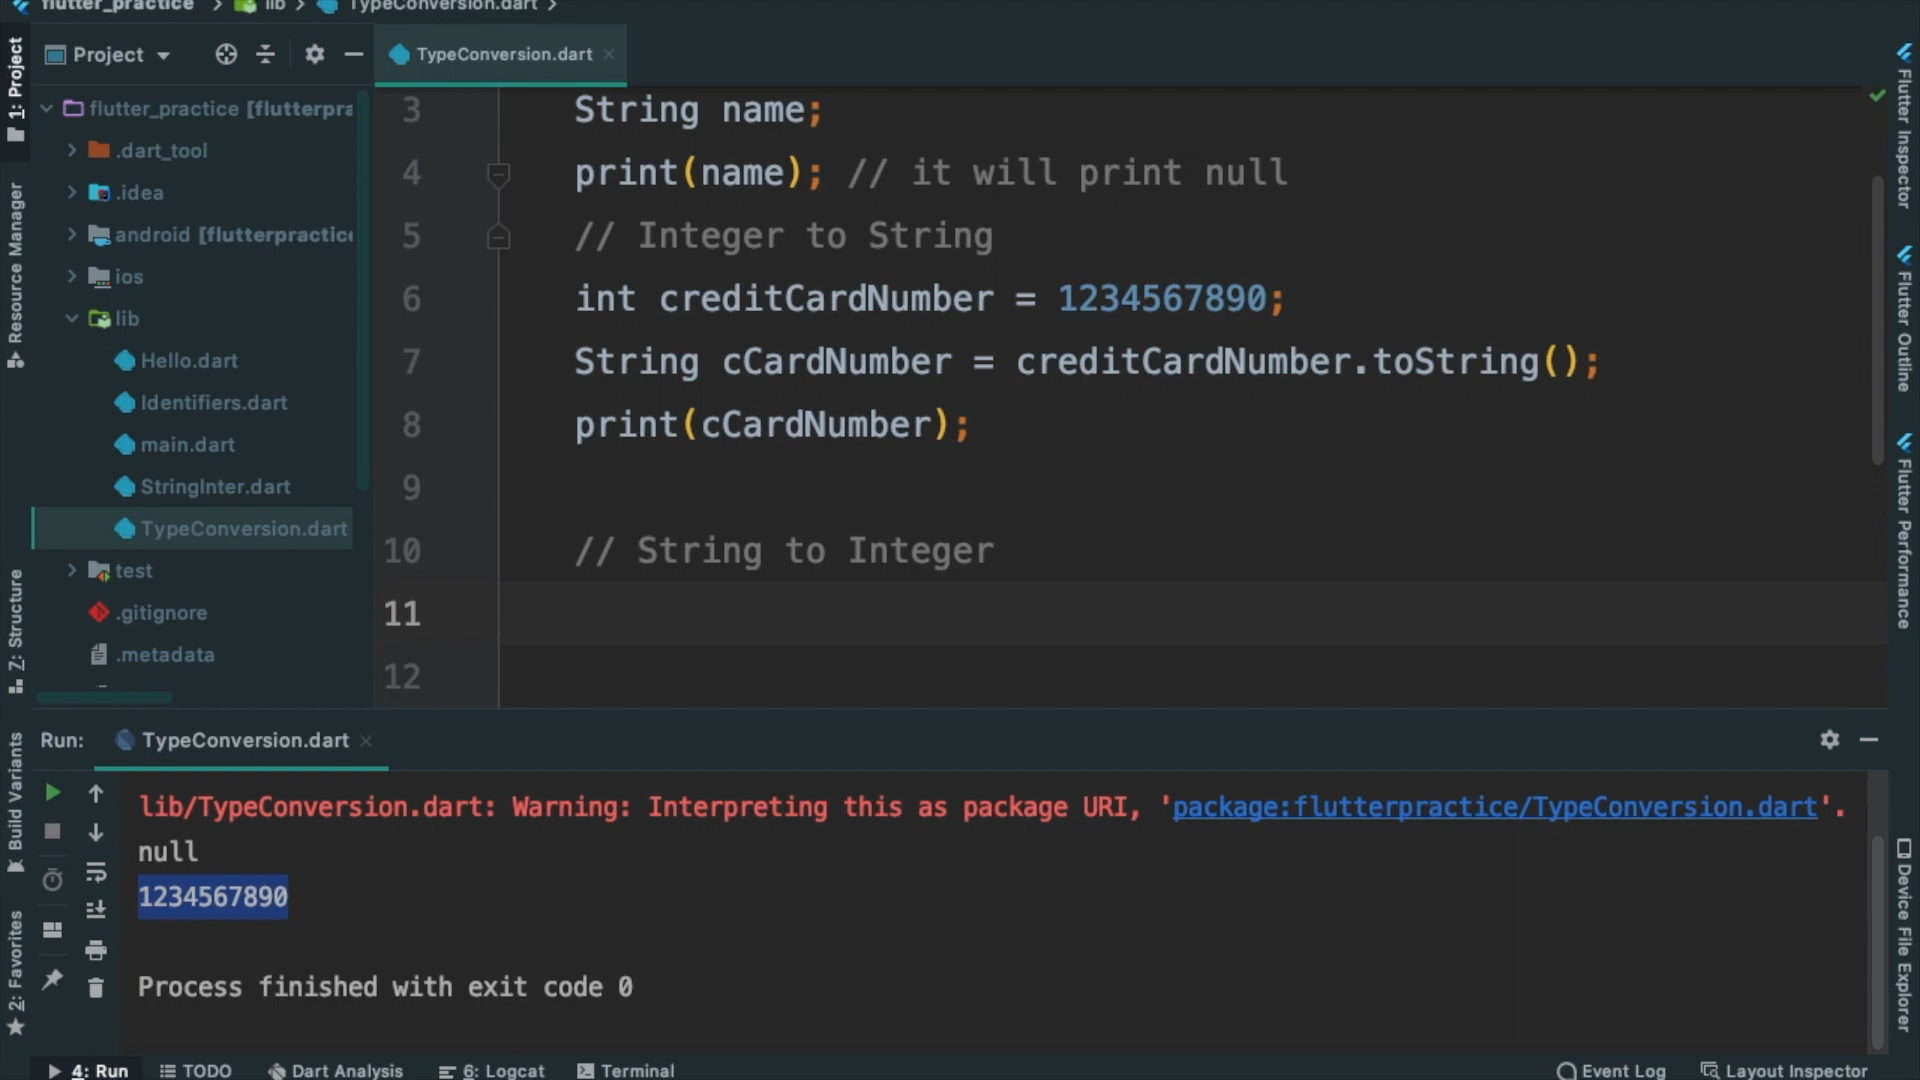 flutter_practice lib TypeConversion.dart
1: Project
Resource Manager
Z: Structure
Build Variants
2: Favorites
Project
TypeConversion.dart
flutter_practice [flutterpra
.dart_tool
.idea
android [flutterpractice
ios
lib
Hello.dart
Identifiers.dart
main.dart
StringInter.dart
TypeConversion.dart
test
.gitignore
.metadata
3 String name;
4 print(name); // it will print null
5 // Integer to String
6 int creditCardNumber = 1234567890;
7 String cCardNumber = creditCardNumber.toString();
8 print(cCardNumber);
9
10 // String to Integer
11
12
Flutter Inspector
Flutter Outline
Flutter Performance
Device File Explorer
Run: TypeConversion.dart
lib/TypeConversion.dart: Warning: Interpreting this as package URI, 'package:flutterpractice/TypeConversion.dart'.
null
1234567890
Process finished with exit code 0
4: Run TODO Dart Analysis 6: Logcat Terminal Event Log Layout Inspector